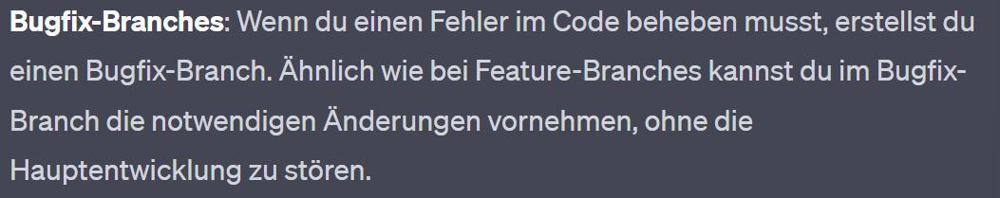 Bugfix-Branches: Wenn du einen Fehler im Code beheben musst, erstellst du
einen Bugfix-Branch. Ähnlich wie bei Feature-Branches kannst du im Bugfix-
Branch die notwendigen Änderungen vornehmen, ohne die
Hauptentwicklung zu stören.